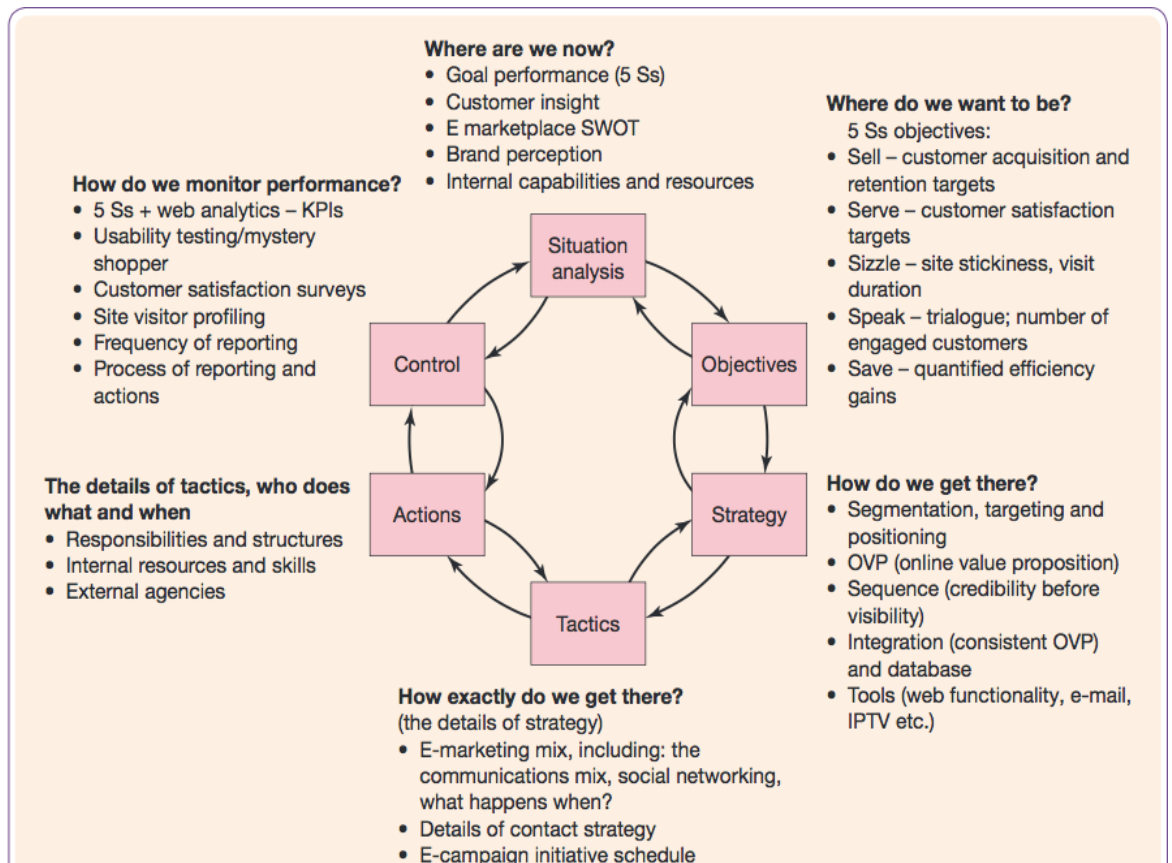 Where are we now?
• Goal performance (5 Ss)
• Customer insight
• E marketplace SWOT
• Brand perception
• Internal capabilities and resources
Where do we want to be?
5 Ss objectives:
• Sell – customer acquisition and
retention targets
• Serve – customer satisfaction
targets
• Sizzle – site stickiness, visit
duration
• Speak – trialogue; number of
engaged customers
• Save – quantified efficiency
gains
How do we monitor performance?
• 5 Ss + web analytics – KPIs
• Usability testing/mystery
shopper
• Customer satisfaction surveys
• Site visitor profiling
• Frequency of reporting
• Process of reporting and
actions
Situation
analysis
Control
Objectives
Actions
Strategy
Tactics
The details of tactics, who does
what and when
• Responsibilities and structures
• Internal resources and skills
• External agencies
How do we get there?
• Segmentation, targeting and
positioning
• OVP (online value proposition)
• Sequence (credibility before
visibility)
• Integration (consistent OVP)
and database
• Tools (web functionality, e-mail,
IPTV etc.)
How exactly do we get there?
(the details of strategy)
• E-marketing mix, including: the
communications mix, social networking,
what happens when?
• Details of contact strategy
• E-campaign initiative schedule